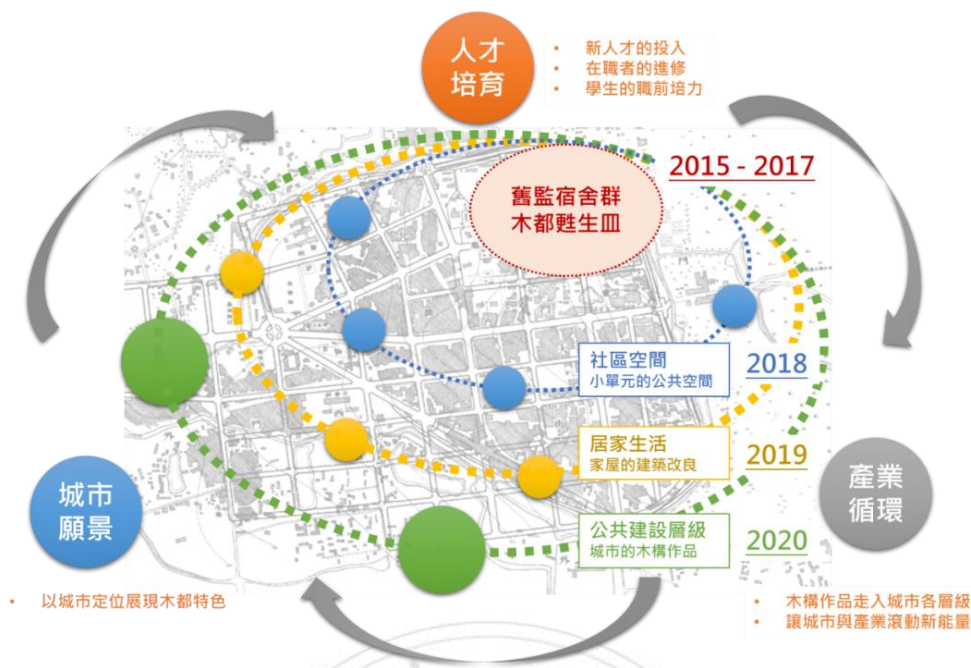 人才
培育
• 新人才的投入
• 在職者的進修
• 學生的職前培力
2015 - 2017
舊監宿舍群
木都甦生皿
社區空間
小單元的公共空間
2018
居家生活
家屋的建築改良
2019
公共建設層級
城市的木構作品
2020
城市
願景
• 以城市定位展現木都特色
產業
循環
• 木構作品走入城市各層級
• 讓城市與產業滾動新能量